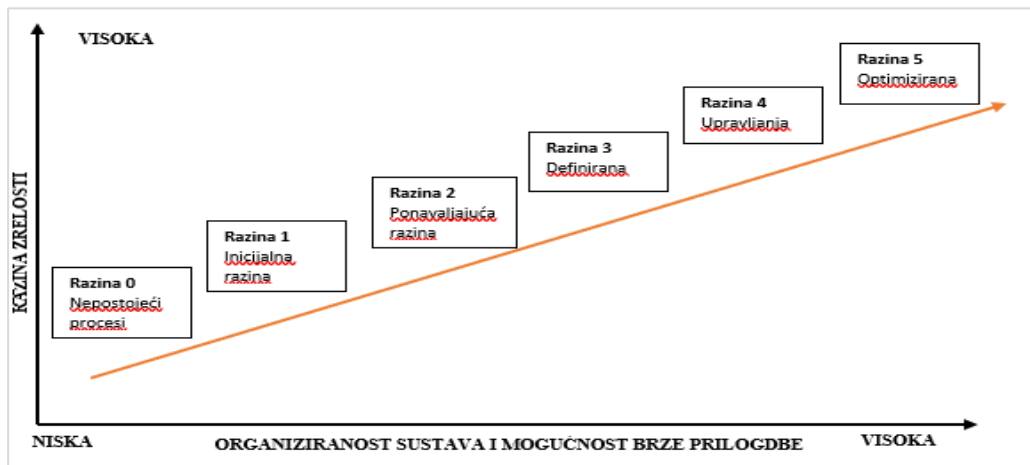 VISOKA
Razina 5
Optimizirana
Razina 4
Upravljanja
Razina 3
Definirana
Razina 2
Ponavaljajuća
razina
Razina 1
Inicijalna
razina
Razina 0
Nepostojeći
procesi
RAZINA ZRELOSTI
NISKA
ORGANIZIRANOST SUSTAVA I MOGUČNOST BRZE PRILOGDBE
VISOKA